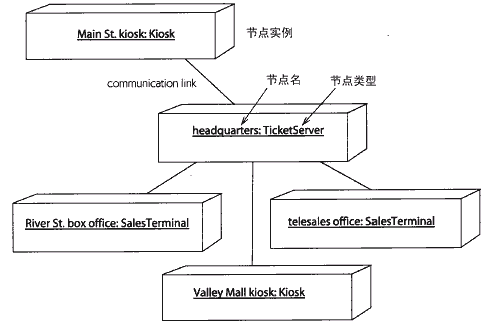 Main St. kiosk: Kiosk
节点实例
communication link
节点名
节点类型
headquarters: TicketServer
River St. box office: SalesTerminal
telesales office: SalesTerminal
Valley Mall kiosk: Kiosk